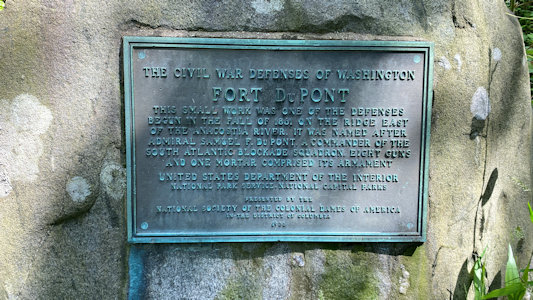 THE CIVIL WAR DEFENSES OF WASHINGTON
FORT DUPONT
THIS SMALL WORK WAS ONE OF THE DEFENSES
BEGUN IN THE FALL OF 1861 ON THE RIDGE EAST
OF THE ANACOSTIA RIVER. IT WAS NAMED AFTER
ADMIRAL SAMUEL F. DUPONT, A COMMANDER OF THE
SOUTH ATLANTIC BLOCKADE SQUADRON. EIGHT GUNS
AND ONE MORTAR COMPRISED ITS ARMAMENT
UNITED STATES DEPARTMENT OF THE INTERIOR
NATIONAL PARK SERVICE, NATIONAL CAPITAL PARKS
PRESENTED BY THE
NATIONAL SOCIETY OF THE COLONIAL DAMES OF AMERICA
IN THE DISTRICT OF COLUMBIA